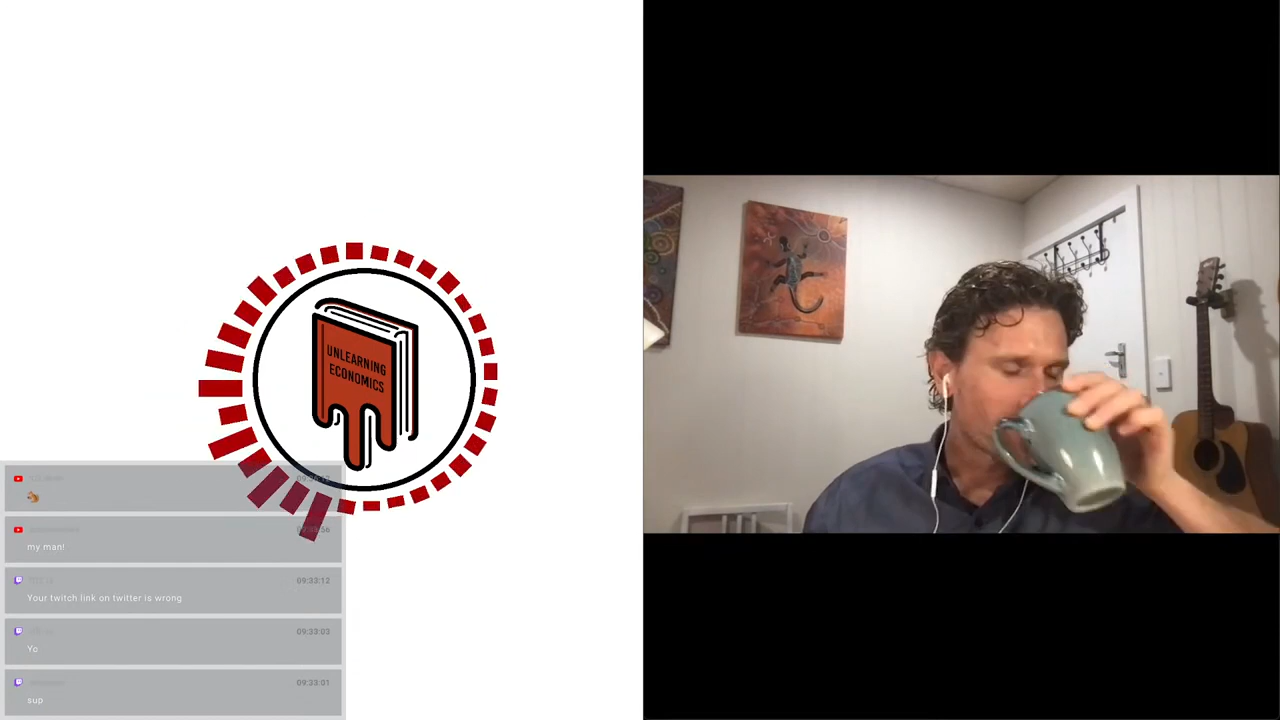 UNLEARNING
ECONOMICS
my man!
09:33:12
Your twitch link on twitter is wrong
09:33:03
Yo
09:33:01
sup